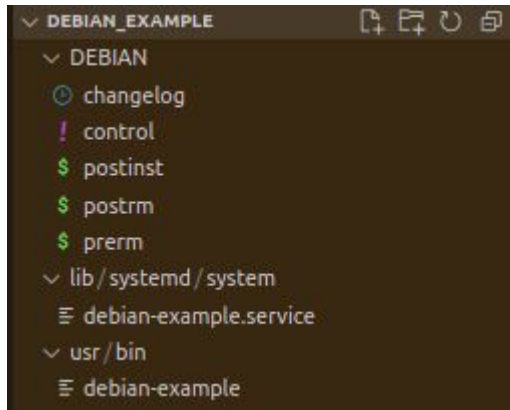 DEBIAN_EXAMPLE
DEBIAN
changelog
! control
$ postinst
$ postrm
$ prerm
lib/systemd/system
debian-example.service
usr/bin
debian-example